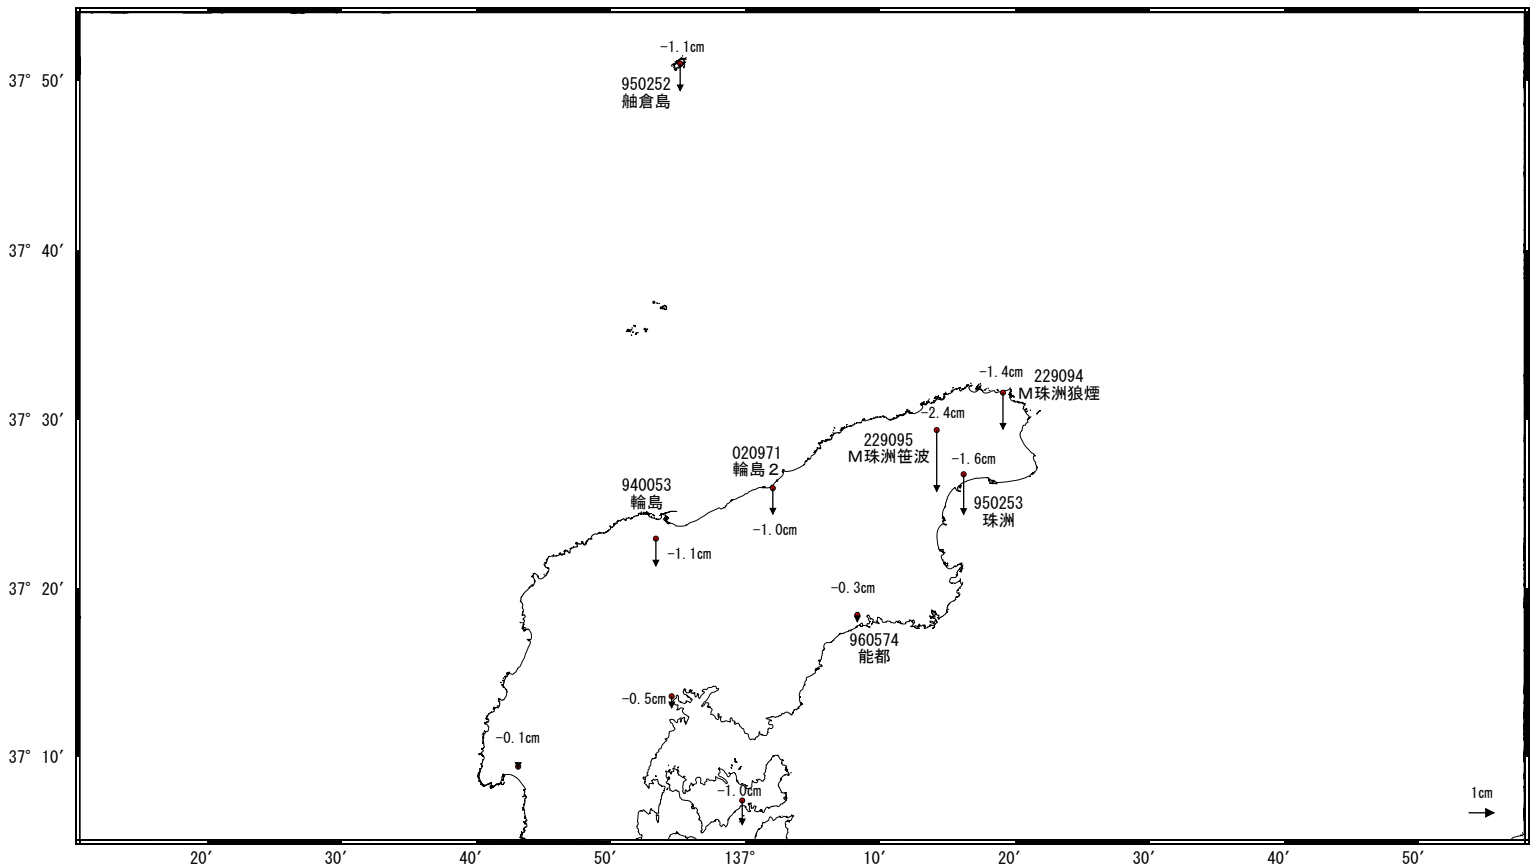 -1.1cm
37° 50′
950252
舳倉島
37° 40′
-1.4cm
229094
M珠洲狼煙
37° 30′
-2.4cm
229095
M珠洲笹波
020971
輪島２
-1.6cm
940053
輪島
950253
珠洲
-1.0cm
-1.1cm
37° 20′
-0.3cm
960574
能都
-0.5cm
-0.1cm
37° 10′
-1.0cm
1cm
20′ 30′ 40′ 50′ 137° 10′ 20′ 30′ 40′ 50′